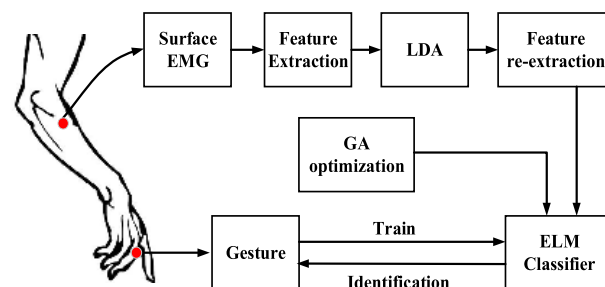 Surface
EMG
Feature
Extraction
LDA
Feature
re-extraction
GA
optimization
Gesture
Train
Identification
ELM
Classifier